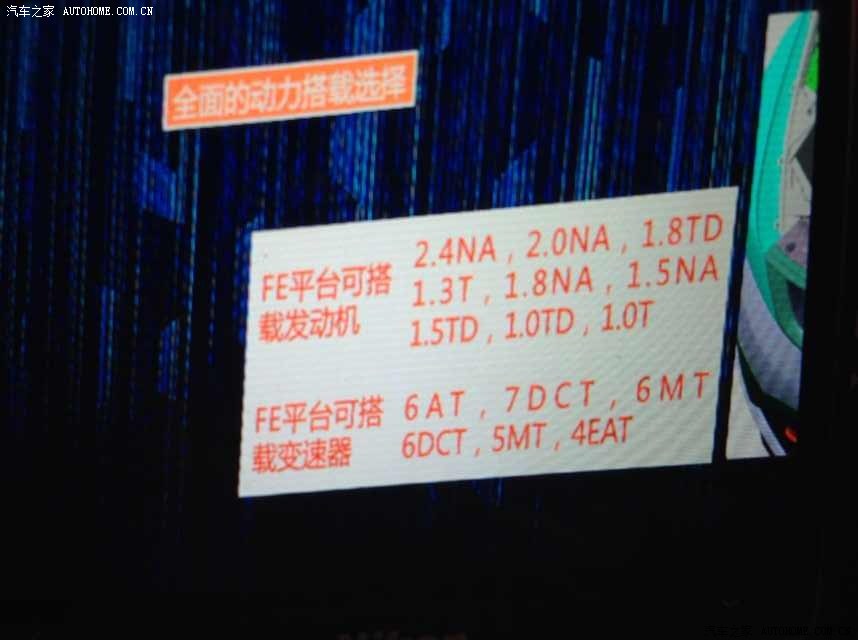 汽车之家 AUTOHOME.COM.CN
全面的动力搭载选择
FE平台可搭
载发动机
2.4NA，2.0NA，1.8TD
1.3T，1.8NA，1.5NA
1.5TD，1.0TD，1.0T
FE平台可搭
载变速器
6AT，7DCT，6MT
6DCT，5MT，4EAT